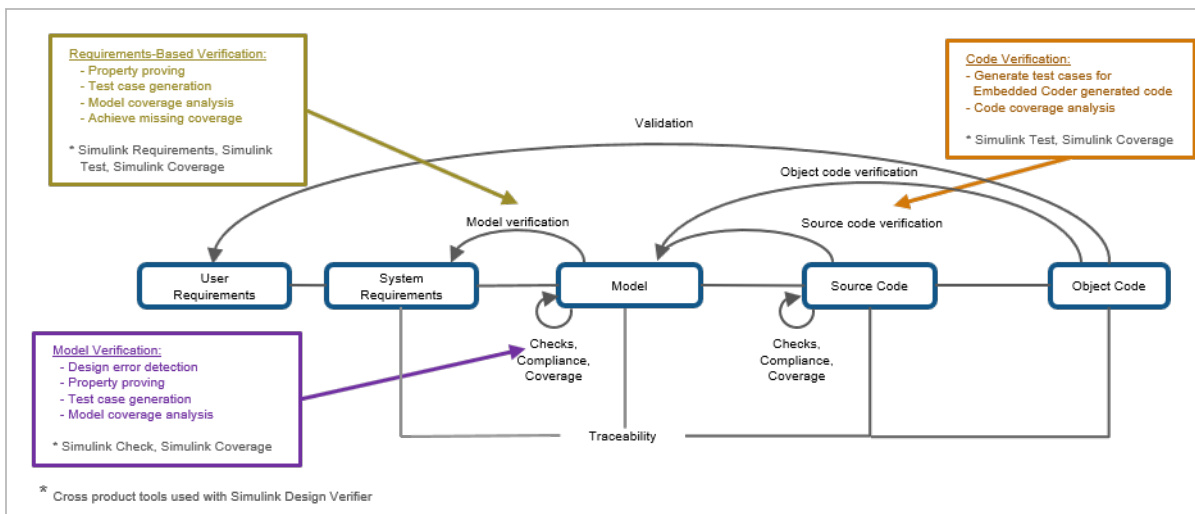 Requirements-Based Verification:
- Property proving
- Test case generation
- Model coverage analysis
- Achieve missing coverage
* Simulink Requirements, Simulink
Test, Simulink Coverage
Code Verification:
- Generate test cases for
Embedded Coder generated code
- Code coverage analysis
* Simulink Test, Simulink Coverage
Validation
Object code verification
Model verification
Source code verification
User
Requirements
System
Requirements
Model
Source Code
Object Code
Model Verification:
- Design error detection
- Property proving
- Test case generation
- Model coverage analysis
* Simulink Check, Simulink Coverage
Checks,
Compliance,
Coverage
Checks,
Compliance,
Coverage
Traceability
* Cross product tools used with Simulink Design Verifier